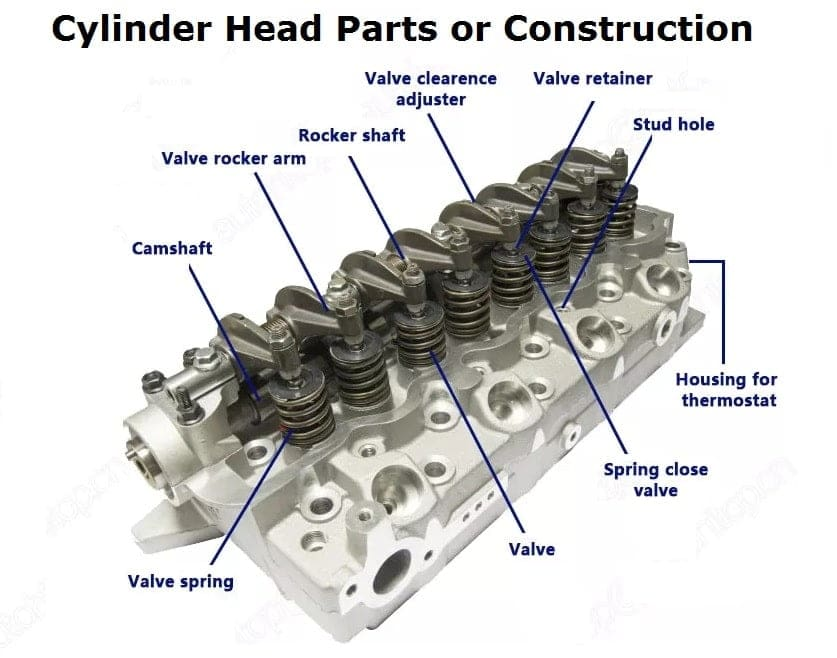 Cylinder Head Parts or Construction
Valve clearence
adjuster
Valve retainer
Stud hole
Rocker shaft
Valve rocker arm
Camshaft
Housing for
thermostat
Spring close
valve
Valve
Valve spring